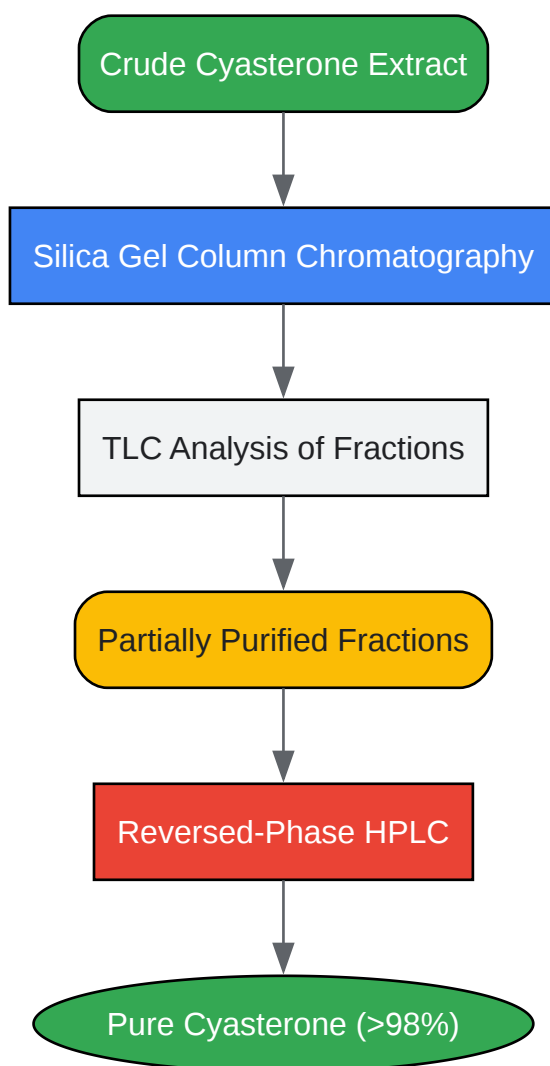 Crude Cyasterone Extract
Silica Gel Column Chromatography
TLC Analysis of Fractions
Partially Purified Fractions
Reversed-Phase HPLC
Pure Cyasterone (>98%)